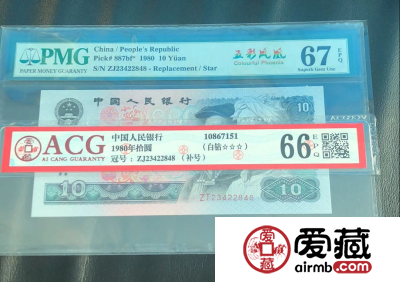 PMG
PAPER MONEY GUARANTY
China / People's Republic
Pick# 887bf* 1980 10 Yüan
S/N ZJ23422848 - Replacement / Star
五彩凤凰
Colourful Phoenix
67 EPQ
Superb Gem Unc
中国人民银行
10
ACG
AI CANG GUARANTY
中国人民银行
1980年拾圆
冠号：ZJ23422848（补号）
10867151
（白钻☆☆☆）
66 EPQ
10
10
ZJ23422848
爱藏
airmb.com